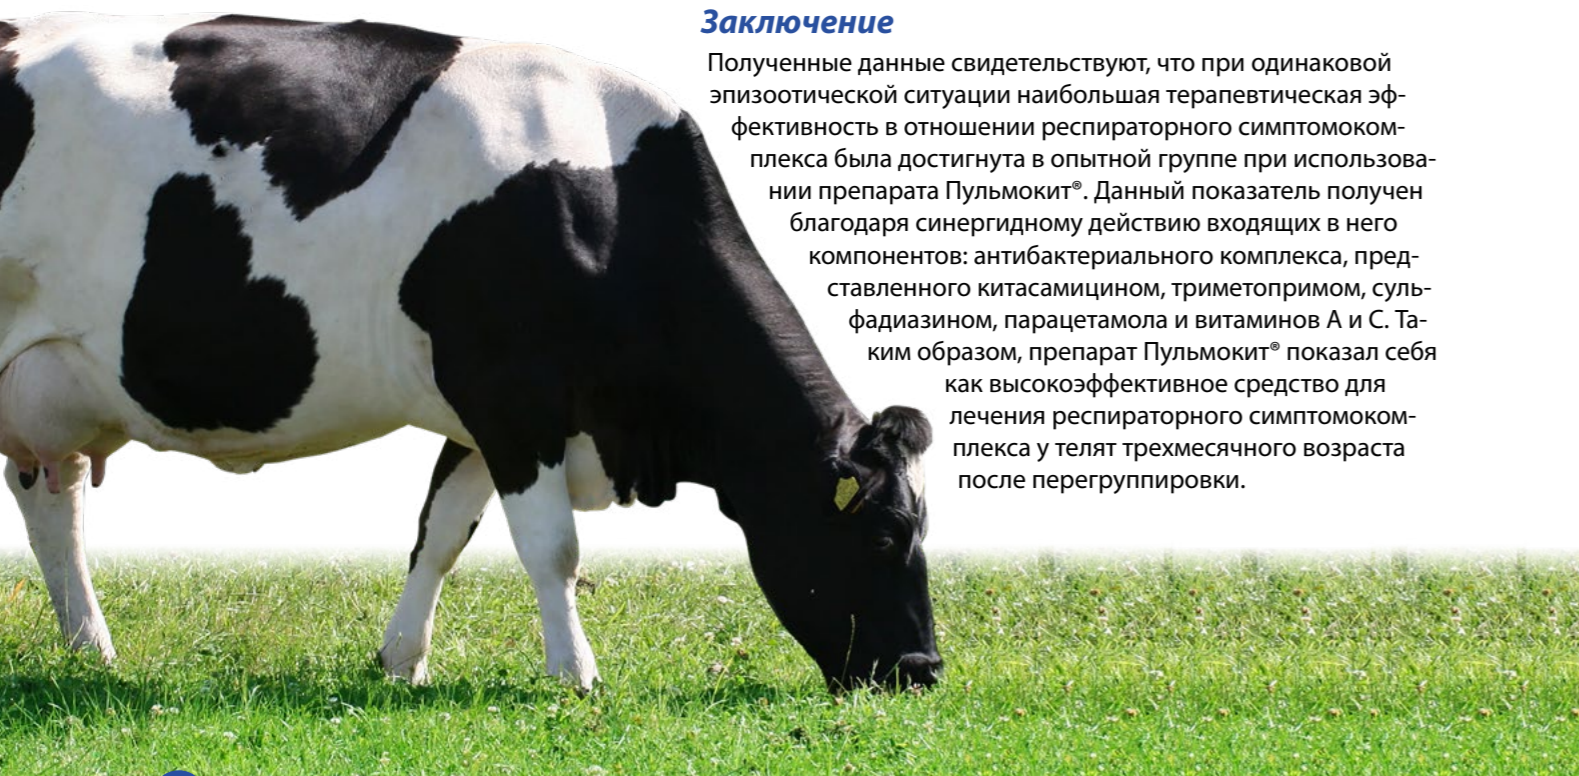 Заключение
Полученные данные свидетельствуют, что при одинаковой
эпизоотической ситуации наибольшая терапевтическая эф-
фективность в отношении респираторного симптомоком-
плекса была достигнута в опытной группе при использова-
нии препарата Пульмокит®. Данный показатель получен
благодаря синергидному действию входящих в него
компонентов: антибактериального комплекса, пред-
ставленного китасамицином, триметопримом, суль-
фадиазином, парацетамола и витаминов А и С. Та-
ким образом, препарат Пульмокит® показал себя
как высокоэффективное средство для
лечения респираторного симптомоком-
плекса у телят трехмесячного возраста
после перегруппировки.